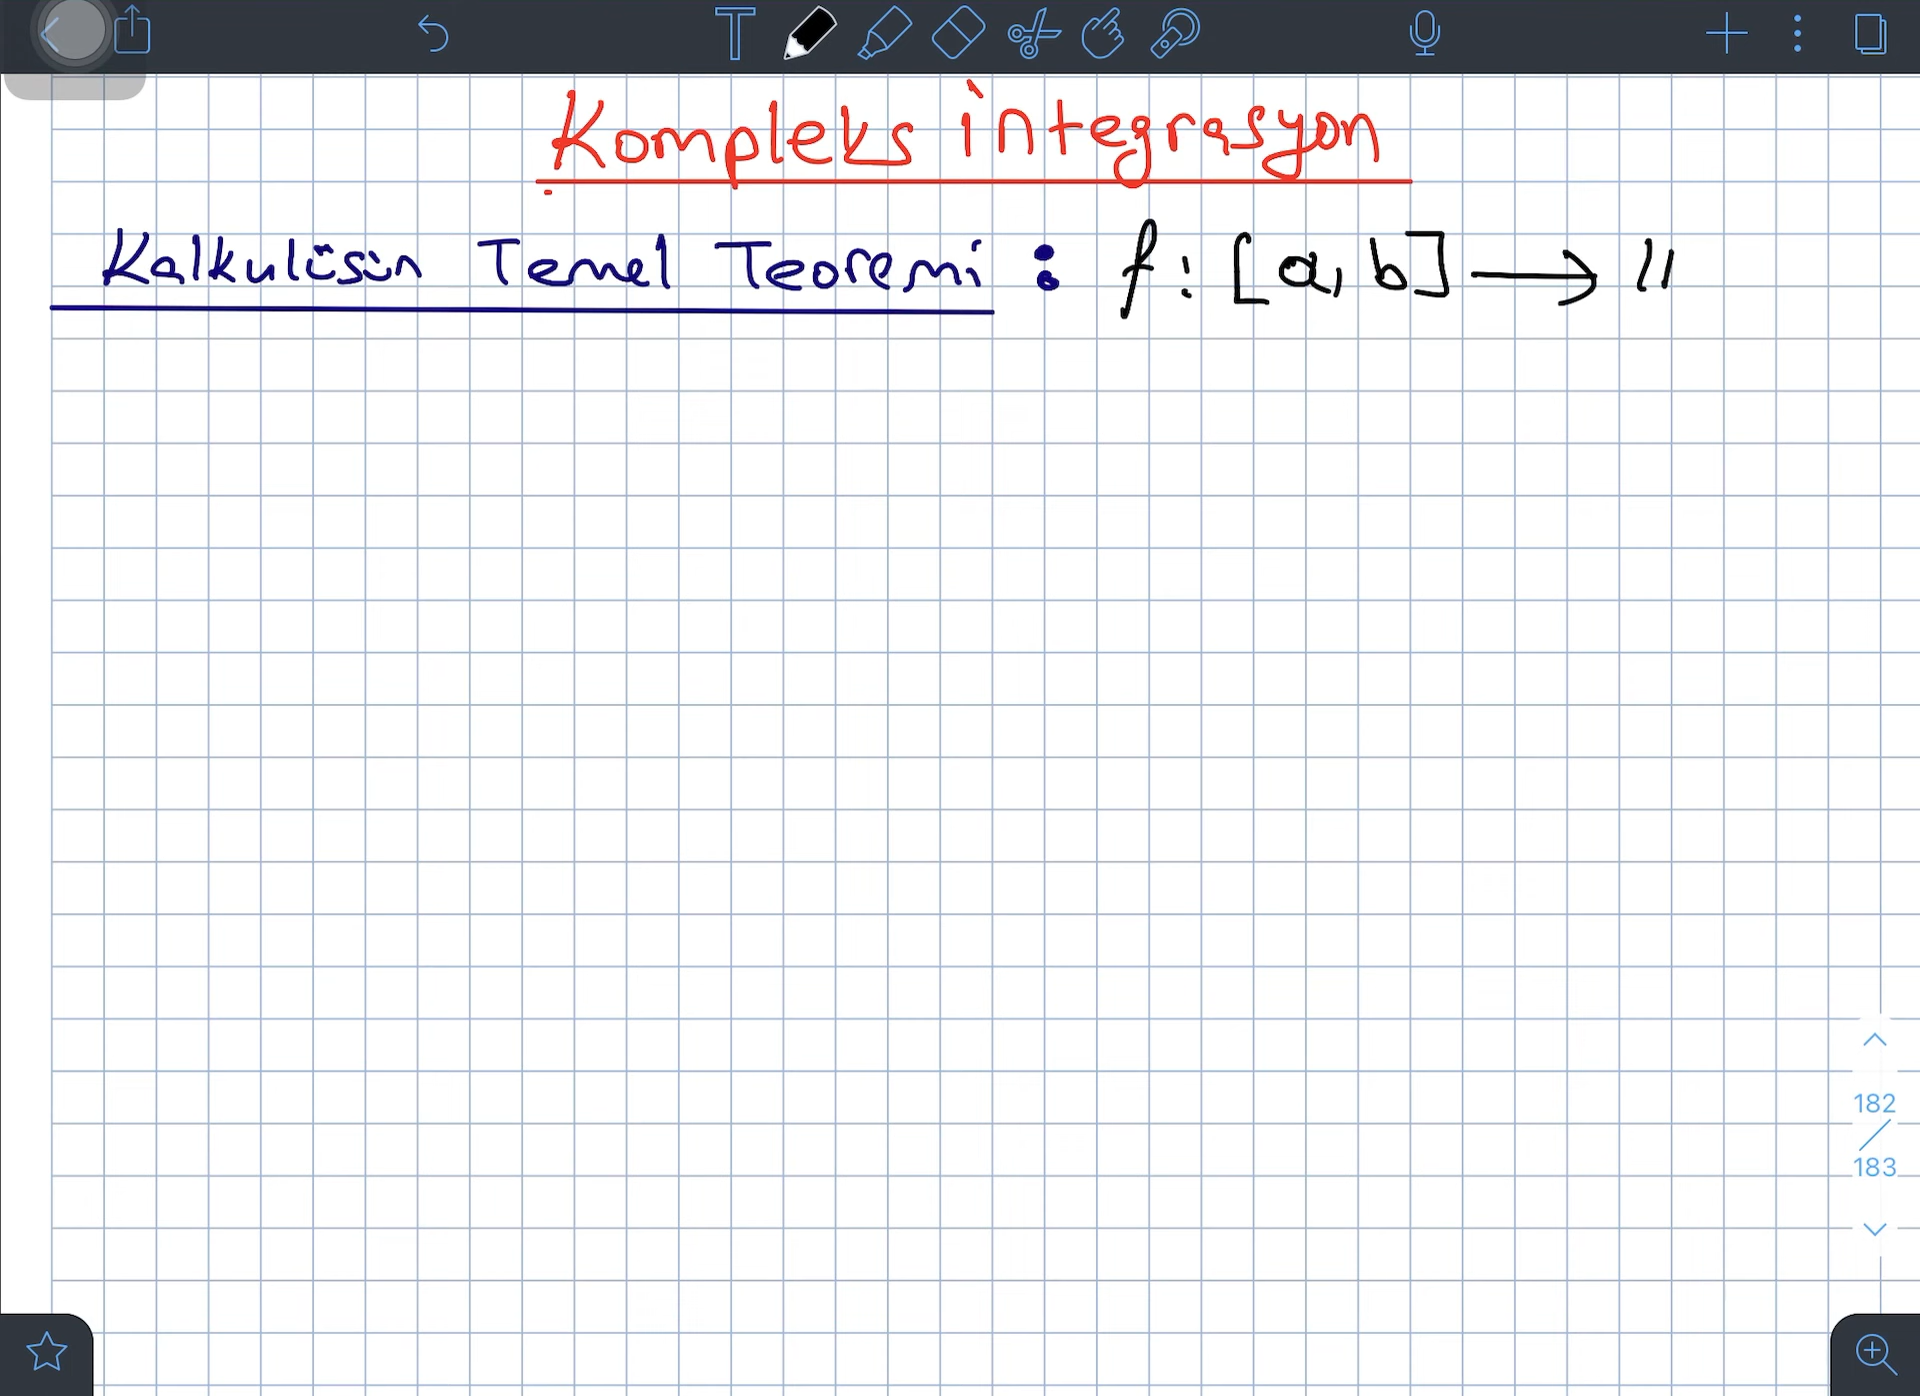 Kompleks integrasyon
Kalkulüsün Temel Teoremi : f : [a, b] →
182
183